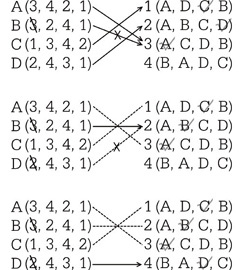 A (3, 4, 2, 1) 1 (A, D, C, B)
B (3, 2, 4, 1) X 2 (A, B, C, D)
C (1, 3, 4, 2) 3 (A, C, D, B)
D (2, 4, 3, 1) 4 (B, A, D, C)
A (3, 4, 2, 1) 1 (A, D, C, B)
B (3, 2, 4, 1) 2 (A, B, C, D)
C (1, 3, 4, 2) X 3 (A, C, D, B)
D (2, 4, 3, 1) 4 (B, A, D, C)
A (3, 4, 2, 1) 1 (A, D, C, B)
B (3, 2, 4, 1) 2 (A, B, C, D)
C (1, 3, 4, 2) 3 (A, C, D, B)
D (2, 4, 3, 1) 4 (B, A, D, C)